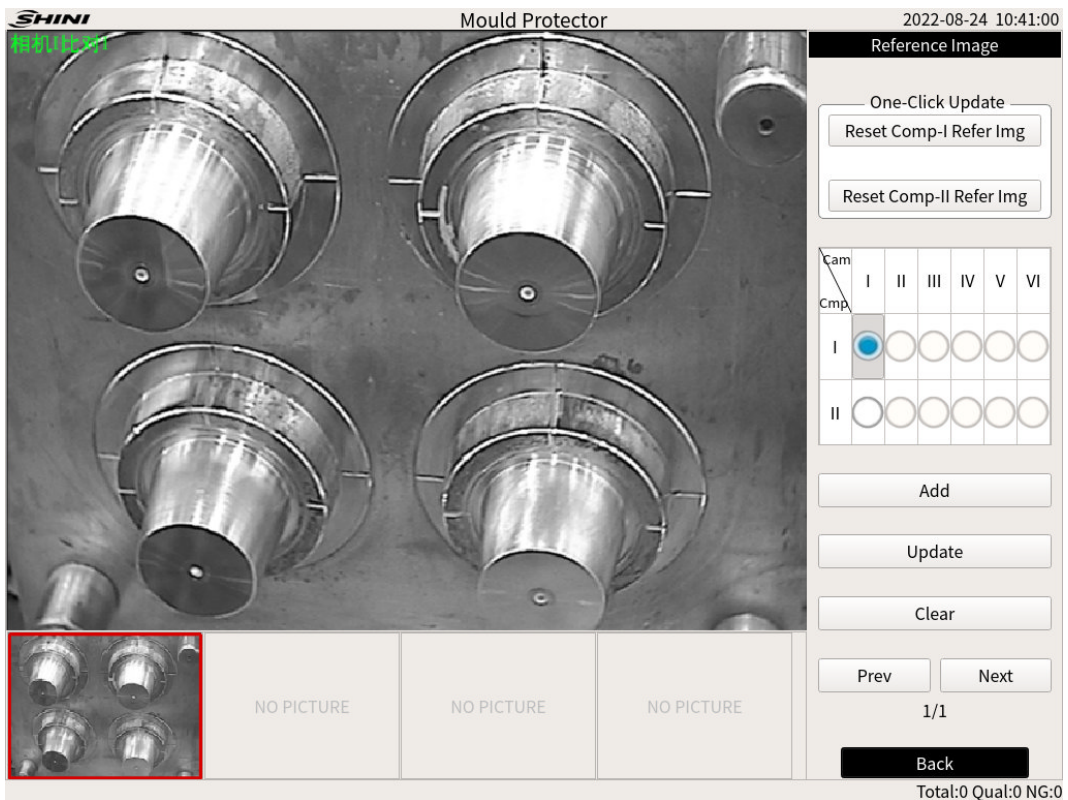 SHINI
Mould Protector
2022-08-24 10:41:00
相机1比对1
Reference Image
One-Click Update
Reset Comp-I Refer Img
Reset Comp-II Refer Img
Cam
Cmp
I II III IV V VI
I
II
Add
Update
Clear
Prev Next
1/1
NO PICTURE NO PICTURE NO PICTURE
Back
Total:0 Qual:0 NG:0